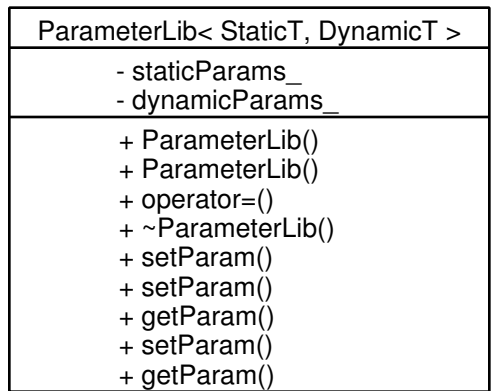 ParameterLib< StaticT, DynamicT >
- staticParams_
- dynamicParams_
+ ParameterLib()
+ ParameterLib()
+ operator=()
+ ~ParameterLib()
+ setParam()
+ setParam()
+ getParam()
+ setParam()
+ getParam()